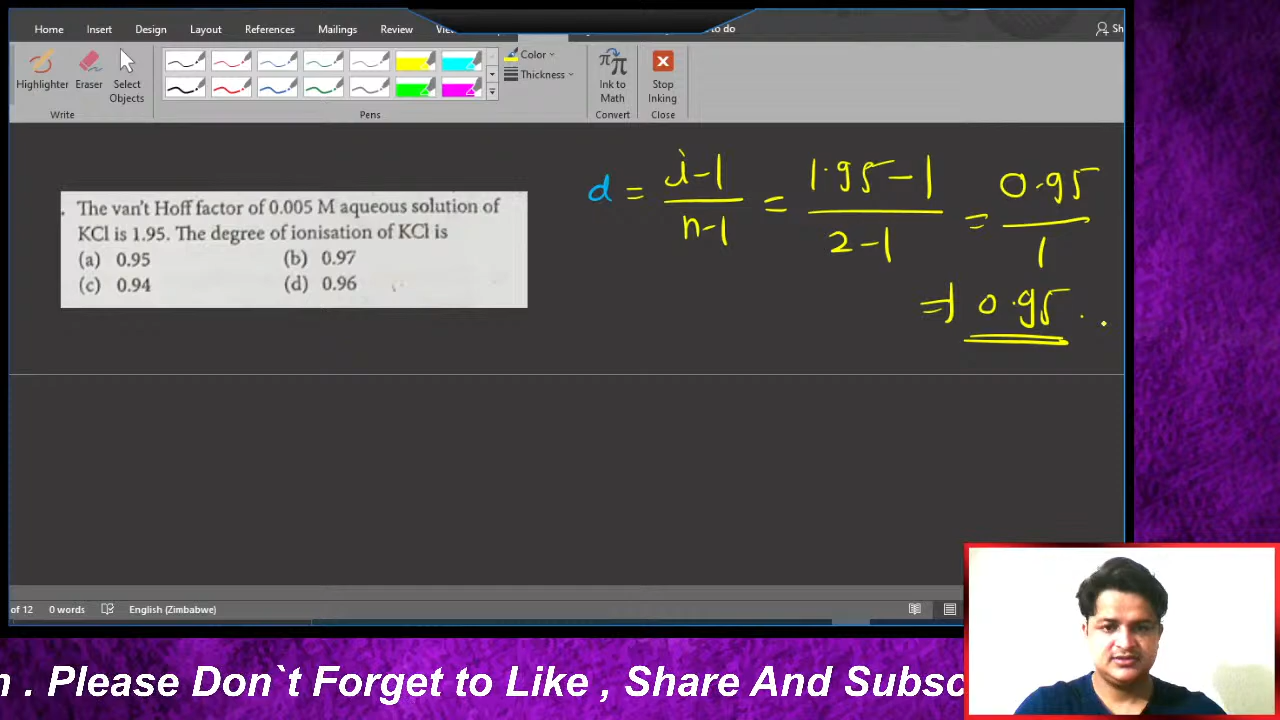 Home Insert Design Layout References Mailings Review to do Sh
Highlighter Eraser Select Objects Color Thickness Ink to Math Stop Inking
Write Pens Convert Close
. The van't Hoff factor of 0.005 M aqueous solution of
KCl is 1.95. The degree of ionisation of KCl is
(a) 0.95 (b) 0.97
(c) 0.94 (d) 0.96
d = i-1 / n-1 = 1.95-1 / 2-1 = 0.95 / 1
⇒ 0.95
of 12 0 words English (Zimbabwe)
n . Please Don`t Forget to Like , Share And Subsc